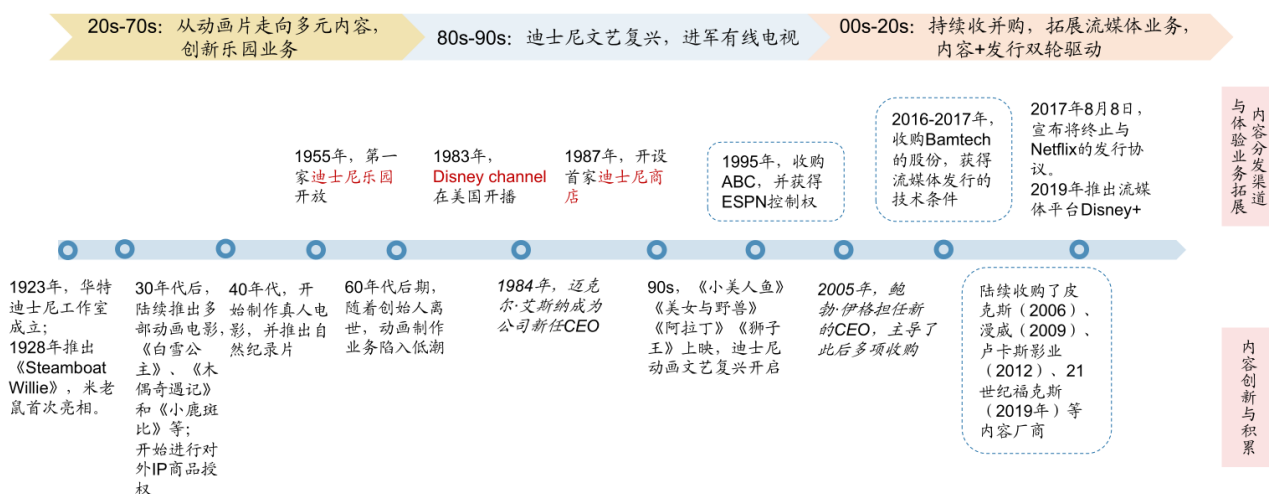 20s-70s：从动画片走向多元内容，
创新乐园业务
80s-90s：迪士尼文艺复兴，进军有线电视
00s-20s：持续收并购，拓展流媒体业务，
内容+发行双轮驱动
1955年，第一
家迪士尼乐园
开放
1983年，
Disney channel
在美国开播
1987年，开设
首家迪士尼商
店
1995年，收购
ABC，并获得
ESPN控制权
2016-2017年，
收购Bamtech
的股份，获得
流媒体发行的
技术条件
2017年8月8日，
宣布将终止与
Netflix的发行协
议。
2019年推出流媒
体平台Disney+
内容分发渠道
与体验业务拓展
1923年，华特
迪士尼工作室
成立；
1928年推出
《Steamboat
Willie》，米老
鼠首次亮相。
30年代后，
陆续推出多
部动画电影,
《白雪公
主》、《木
偶奇遇记》
和《小鹿斑
比》等；
开始进行对
外IP商品授
权
40年代，开
始制作真人电
影，并推出自
然纪录片
60年代后期，
随着创始人离
世，动画制作
业务陷入低潮
1984年，迈克
尔·艾斯纳成为
公司新任CEO
90s，《小美人鱼》
《美女与野兽》
《阿拉丁》《狮子
王》上映，迪士尼
动画文艺复兴开启
2005年，鲍
勃·伊格担任新
的CEO，主导了
此后多项收购
陆续收购了皮
克斯（2006）、
漫威（2009）、
卢卡斯影业
（2012）、21
世纪福克斯
（2019年）等
内容厂商
内容创新与积累